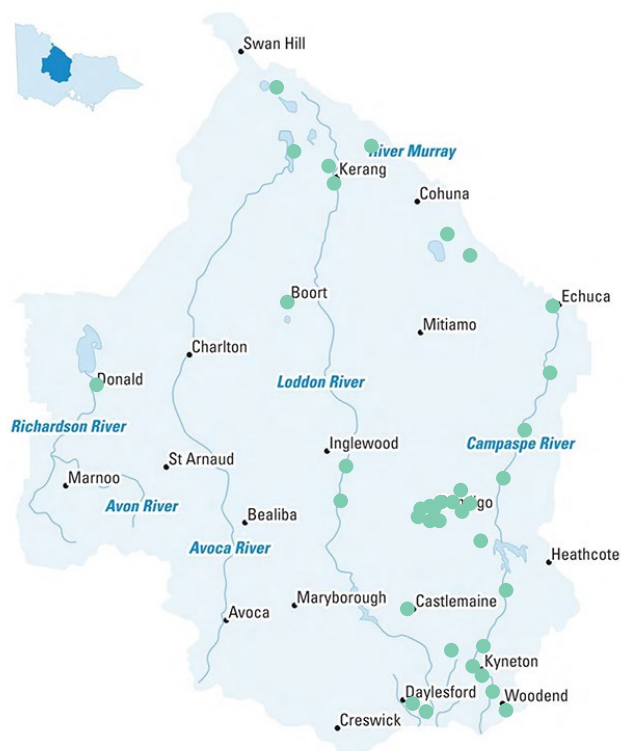 Swan Hill
River Murray
Kerang
Cohuna
Boort
Echuca
Mitiamo
Charlton
Donald
Loddon River
Richardson River
Inglewood
Campaspe River
St Arnaud
Marnoo
Avon River
Bealiba
Avoca River
Heathcote
Maryborough
Castlemaine
Avoca
Kyneton
Daylesford
Woodend
Creswick